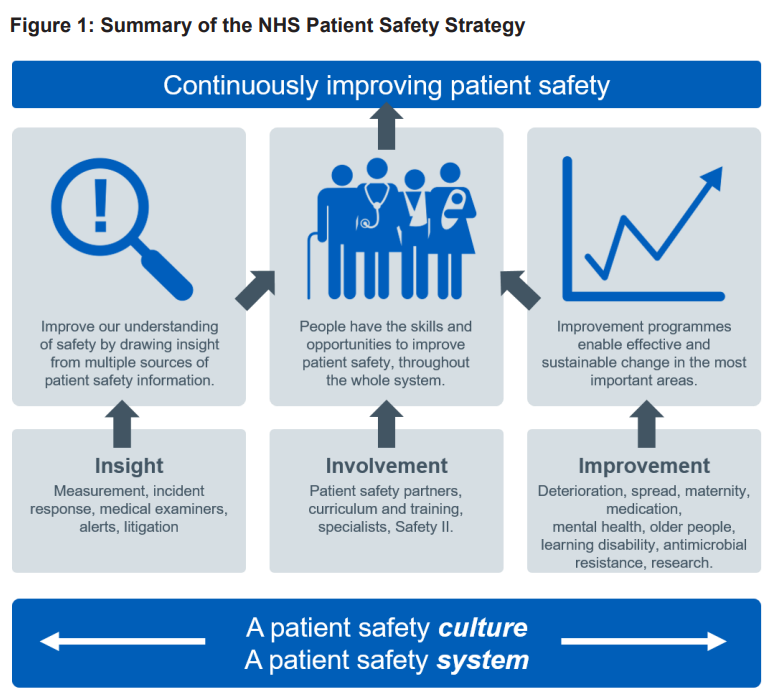 Figure 1: Summary of the NHS Patient Safety Strategy
Continuously improving patient safety
Improve our understanding
of safety by drawing insight
from multiple sources of
patient safety information.
People have the skills and
opportunities to improve
patient safety, throughout
the whole system.
Improvement programmes
enable effective and
sustainable change in the most
important areas.
Insight
Measurement, incident
response, medical examiners,
alerts, litigation
Involvement
Patient safety partners,
curriculum and training,
specialists, Safety II.
Improvement
Deterioration, spread, maternity,
medication,
mental health, older people,
learning disability, antimicrobial
resistance, research.
A patient safety culture
A patient safety system